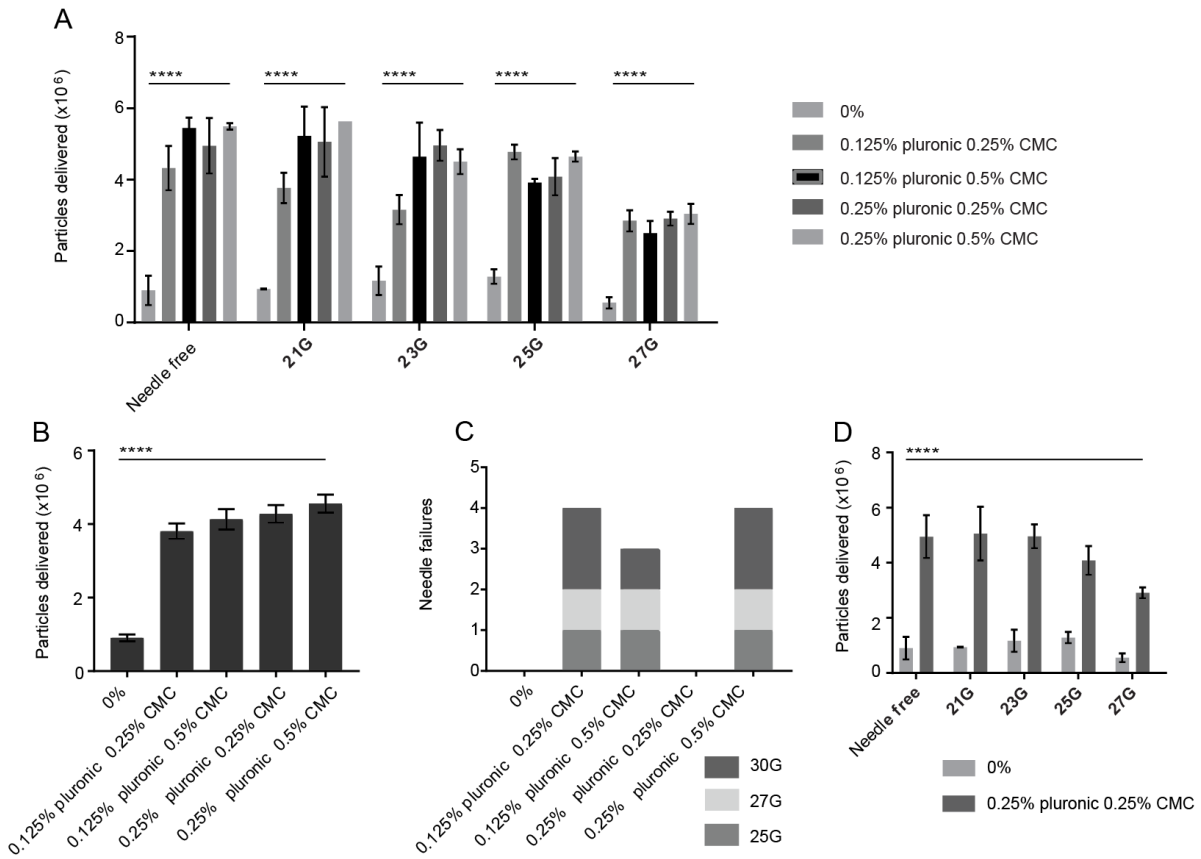 A
Particles delivered (x10⁶)
8
6
4
2
0
**** **** **** **** ****
Needle free 21G 23G 25G 27G
0%
0.125% pluronic 0.25% CMC
0.125% pluronic 0.5% CMC
0.25% pluronic 0.25% CMC
0.25% pluronic 0.5% CMC
B
Particles delivered (x10⁶)
6
4
2
0
****
0%
0.125% pluronic 0.25% CMC
0.125% pluronic 0.5% CMC
0.25% pluronic 0.25% CMC
0.25% pluronic 0.5% CMC
C
Needle failures
5
4
3
2
1
0
0%
0.125% pluronic 0.25% CMC
0.125% pluronic 0.5% CMC
0.25% pluronic 0.25% CMC
0.25% pluronic 0.5% CMC
30G
27G
25G
D
Particles delivered (x10⁶)
8
6
4
2
0
****
Needle free 21G 23G 25G 27G
0%
0.25% pluronic 0.25% CMC